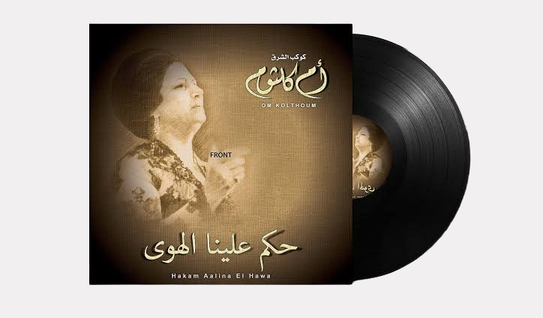 كوكب الشرق
أم كلثوم
OM KOLTHOUM
FRONT
حكم علينا الهوى
Hakam Aalina El Hawa